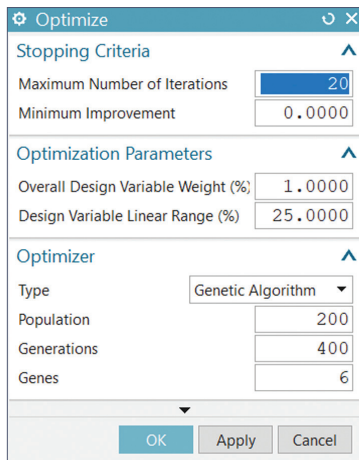 Optimize
Stopping Criteria
Maximum Number of Iterations 20
Minimum Improvement 0.0000
Optimization Parameters
Overall Design Variable Weight (%) 1.0000
Design Variable Linear Range (%) 25.0000
Optimizer
Type Genetic Algorithm
Population 200
Generations 400
Genes 6
OK Apply Cancel